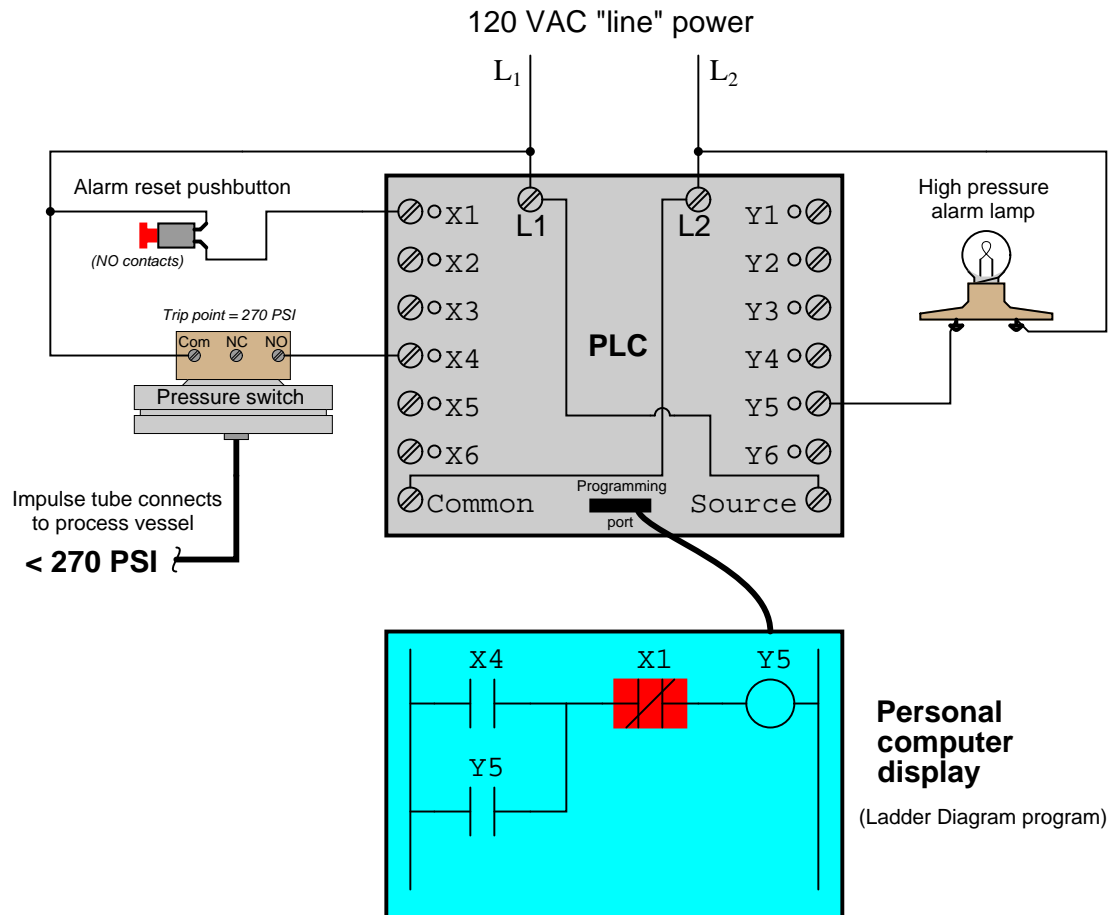 120 VAC "line" power
L1
L2
Alarm reset pushbutton
(NO contacts)
Trip point = 270 PSI
Com NC NO
Pressure switch
Impulse tube connects
to process vessel
< 270 PSI
X1
X2
X3
X4
X5
X6
Common
L1
L2
PLC
Programming
port
Y1
Y2
Y3
Y4
Y5
Y6
Source
High pressure
alarm lamp
X4 X1 Y5
Y5
Personal
computer
display
(Ladder Diagram program)